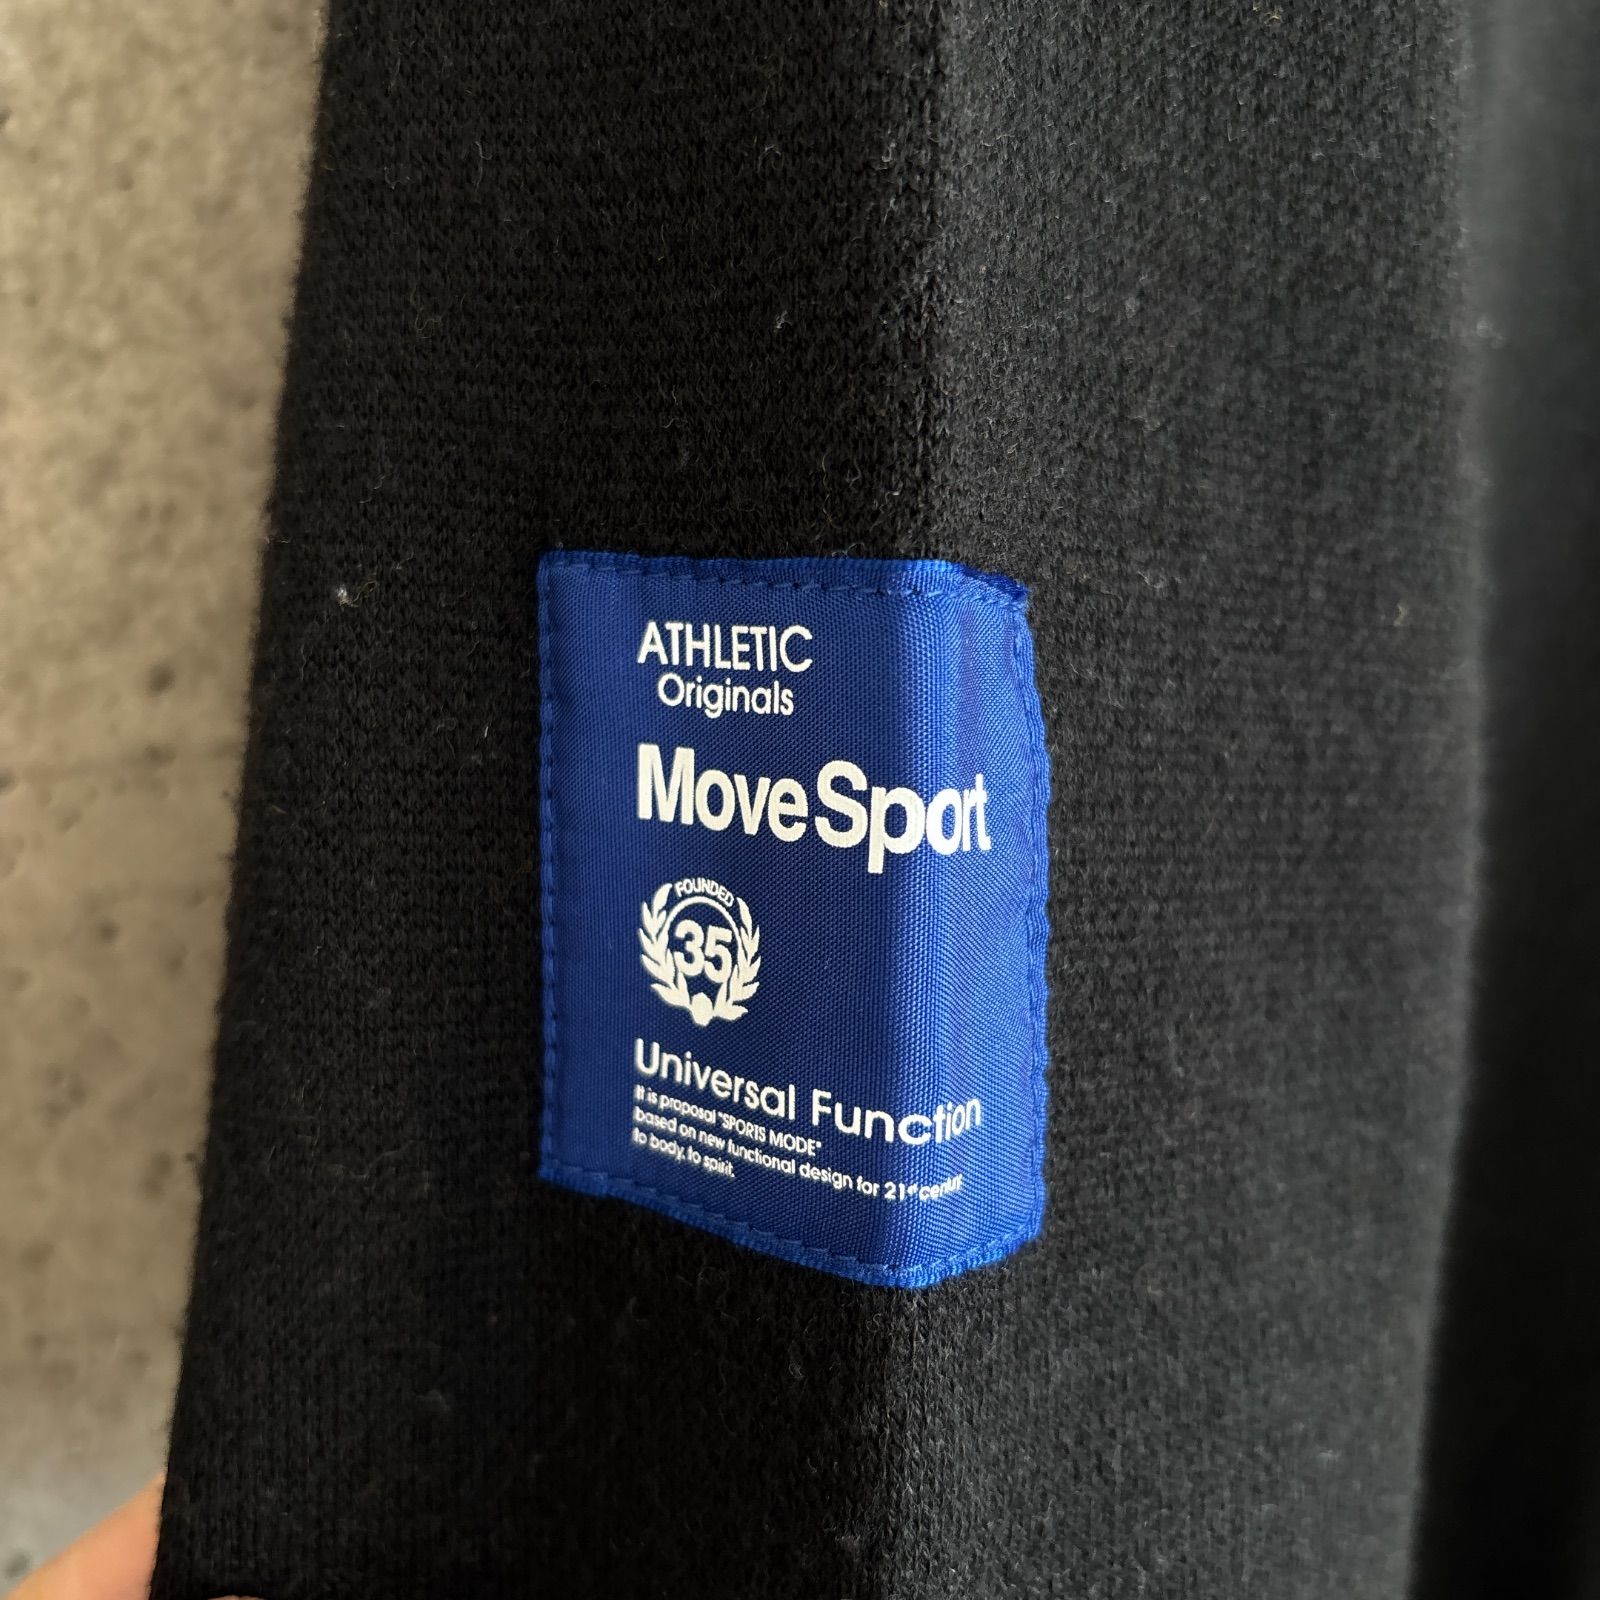 ATHLETIC
Originals
MoveSport
FOUNDED
35
Universal Function
It is proposal "SPORTS MODE"
based on new functional design for 21st century.
to body, to spirit.